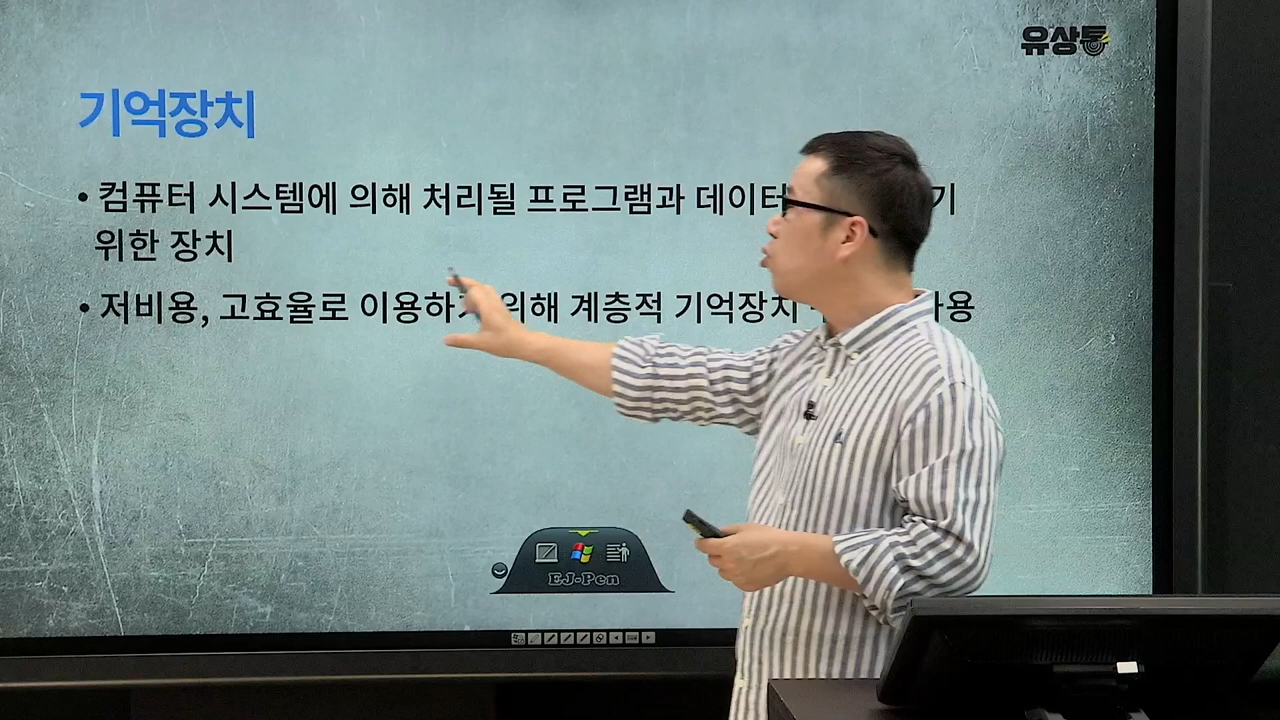 유상통
기억장치
• 컴퓨터 시스템에 의해 처리될 프로그램과 데이터
위한 장치
• 저비용, 고효율로 이용하기 위해 계층적 기억장치
EJ-Pen